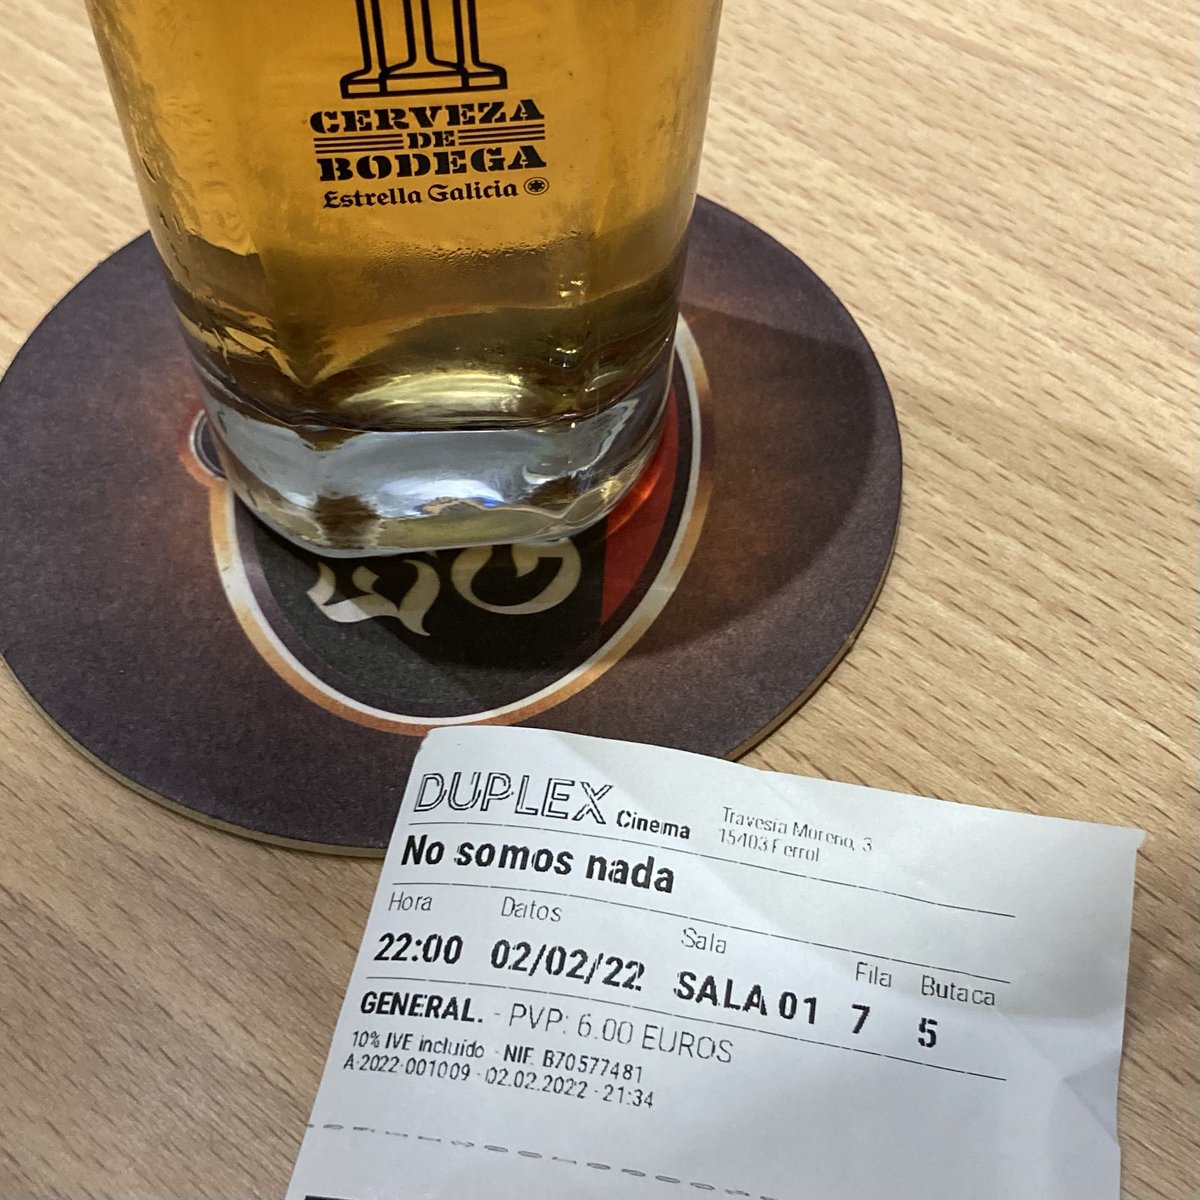 CERVEZA
DE
BODEGA
Estrella Galicia
DUPLEX Cinema
Travesía Moreno, 3
15403 Ferrol
No somos nada
Hora Datos Sala Fila Butaca
22:00 02/02/22 SALA 01 7 5
GENERAL. - PVP: 6.00 EUROS
10% IVE incluído - NIF. B70577481
A-2022-001009 - 02.02.2022 - 21:34